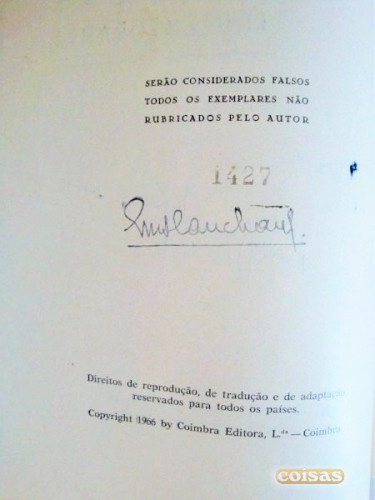 SERÃO CONSIDERADOS FALSOS
TODOS OS EXEMPLARES NÃO
RUBRICADOS PELO AUTOR
1427
Direitos de reprodução, de tradução e de adaptação
reservados para todos os países.
Copyright 1966 by Coimbra Editora, L.da — Coimbra
coisas